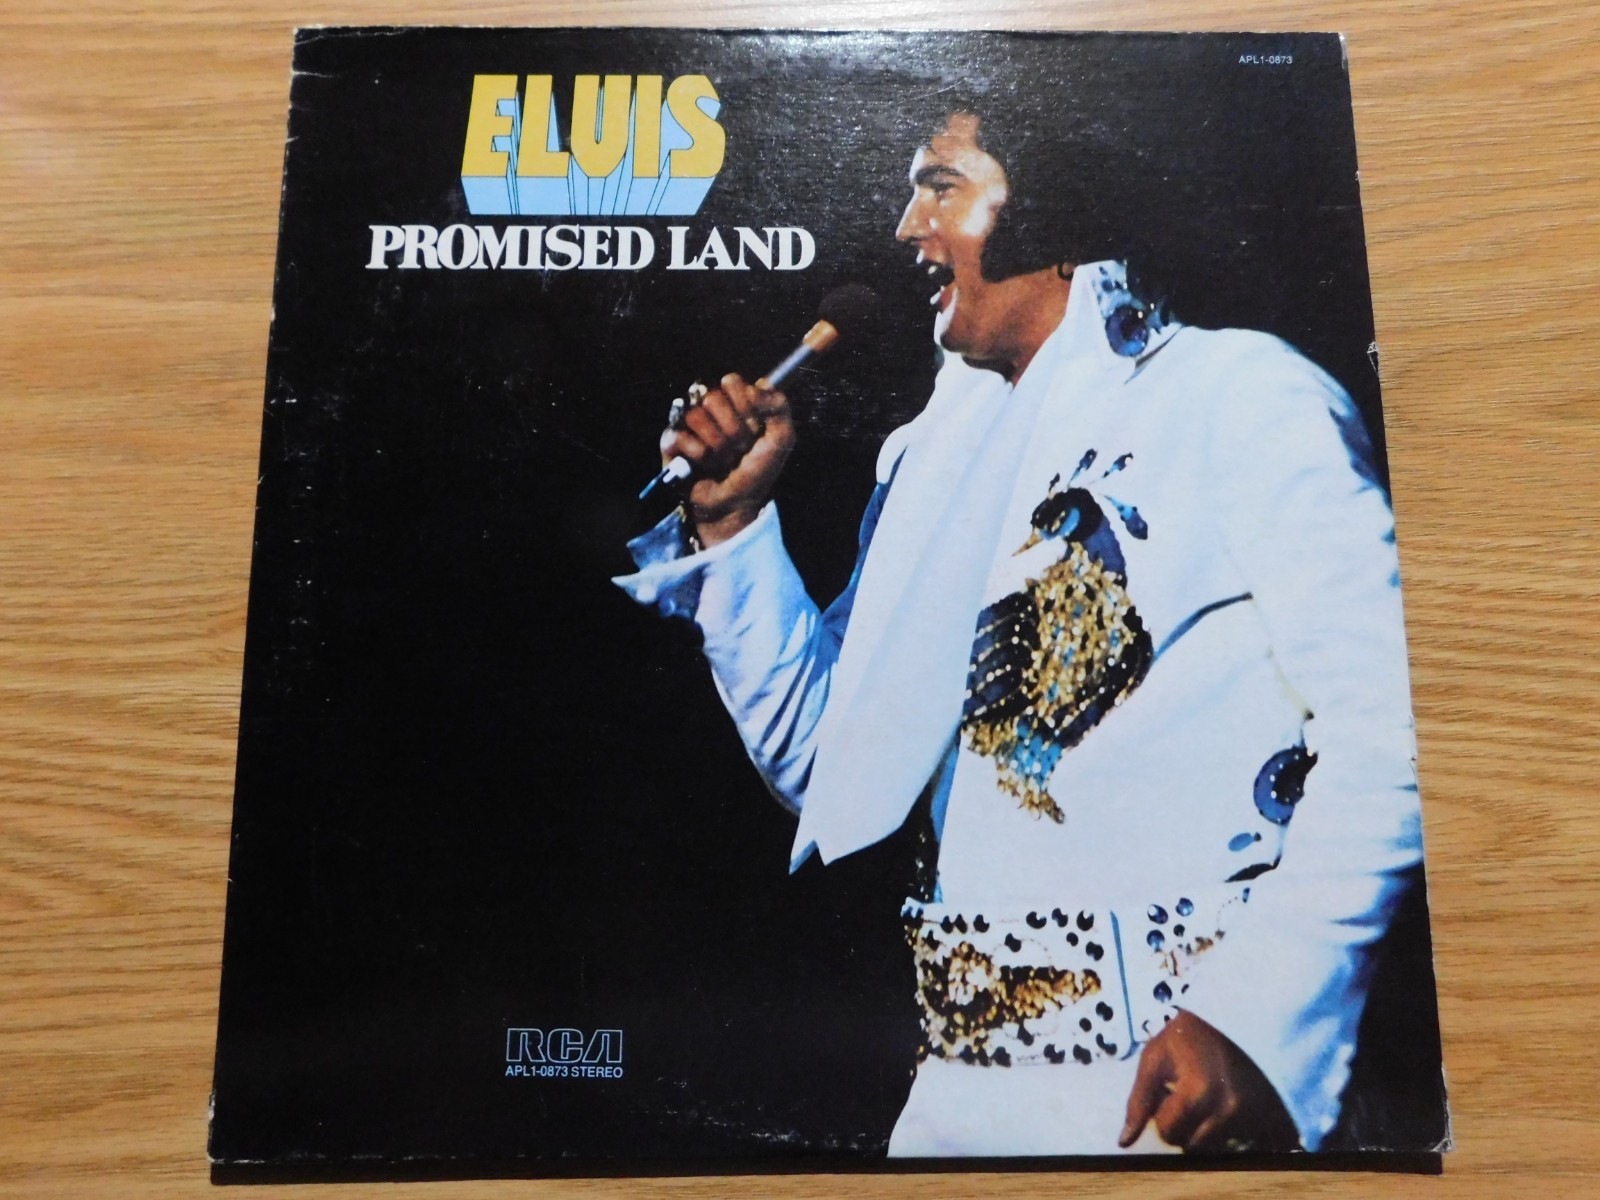 APL1-0873
ELVIS
PROMISED LAND
RCA
APL1-0873 STEREO